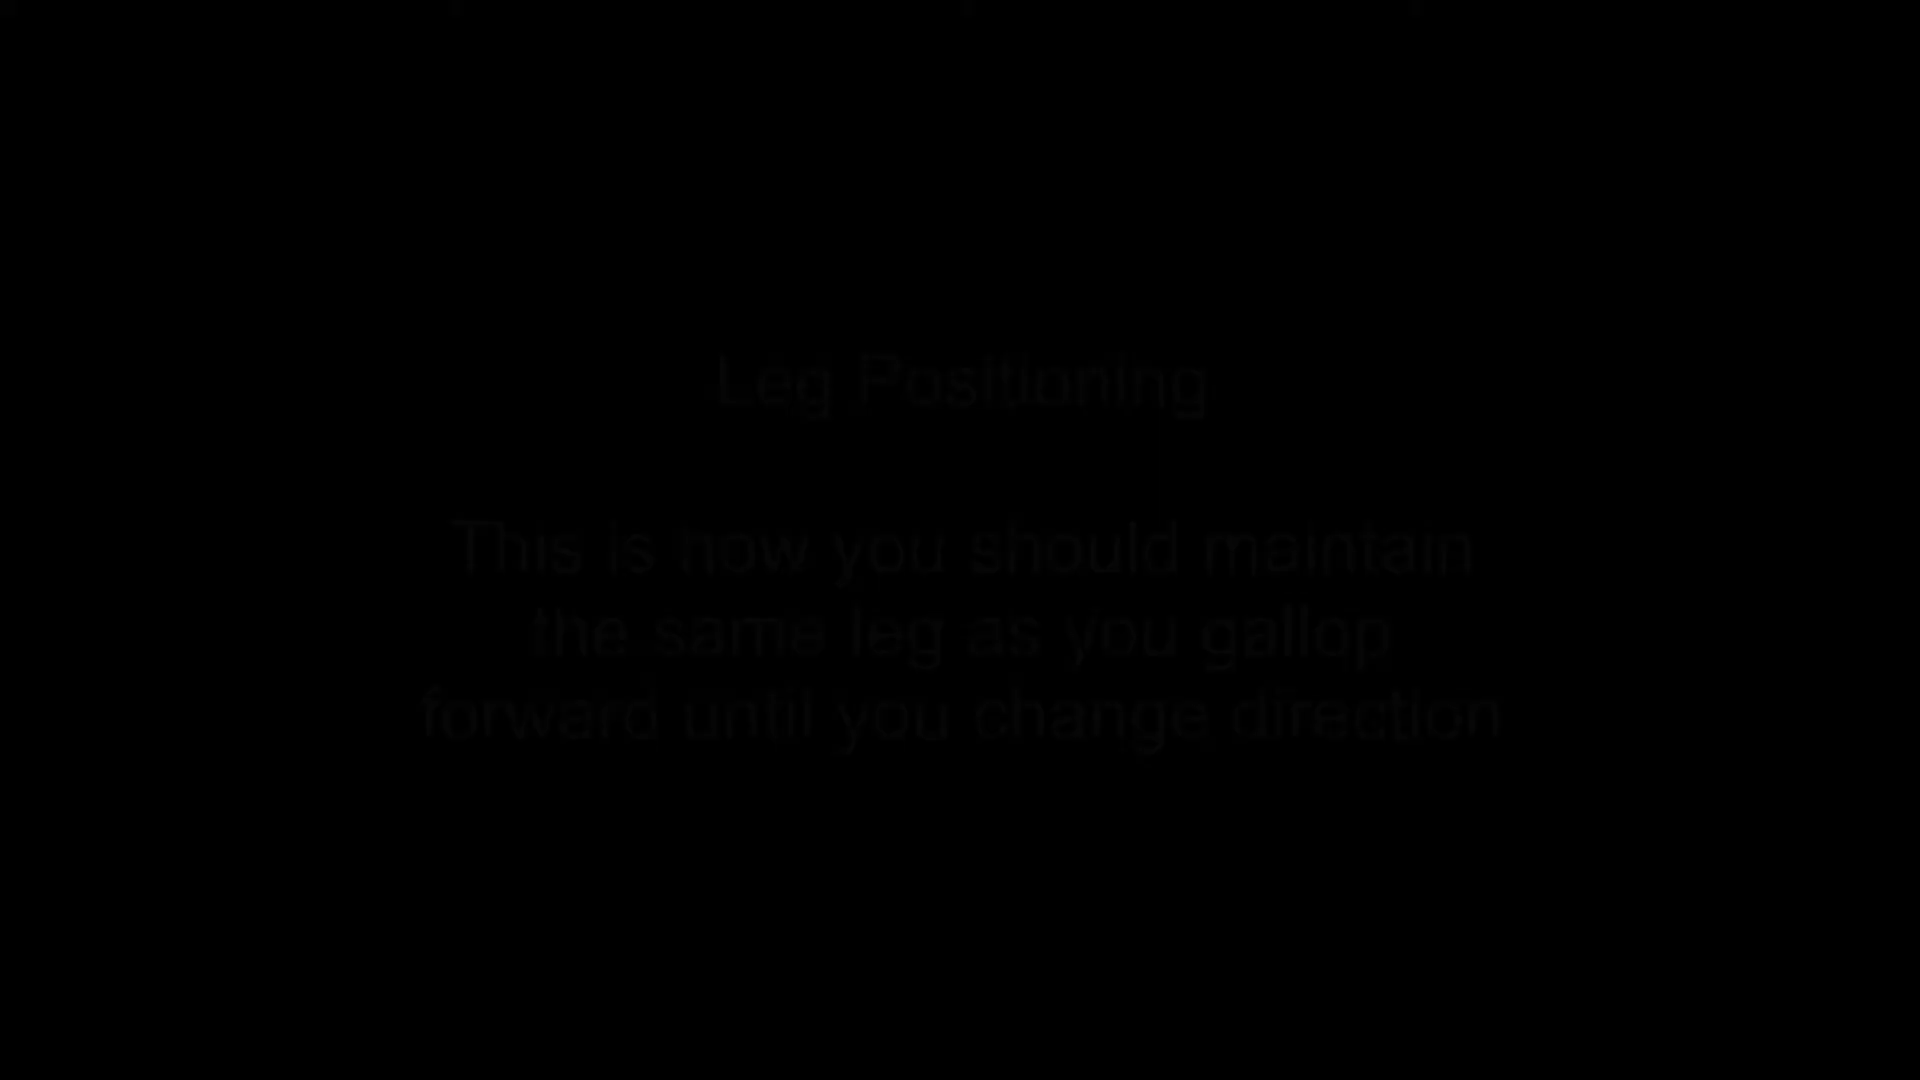 Leg Positioning
This is how you should maintain
the same leg as you gallop
forward until you change direction